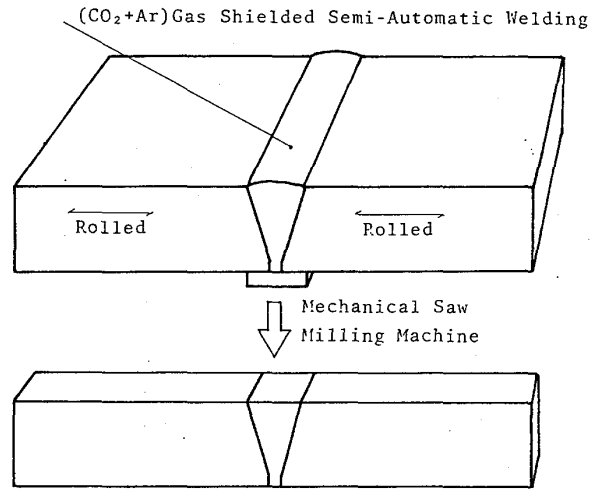 (CO₂+Ar)Gas Shielded Semi-Automatic Welding
Rolled
Rolled
Mechanical Saw
Milling Machine